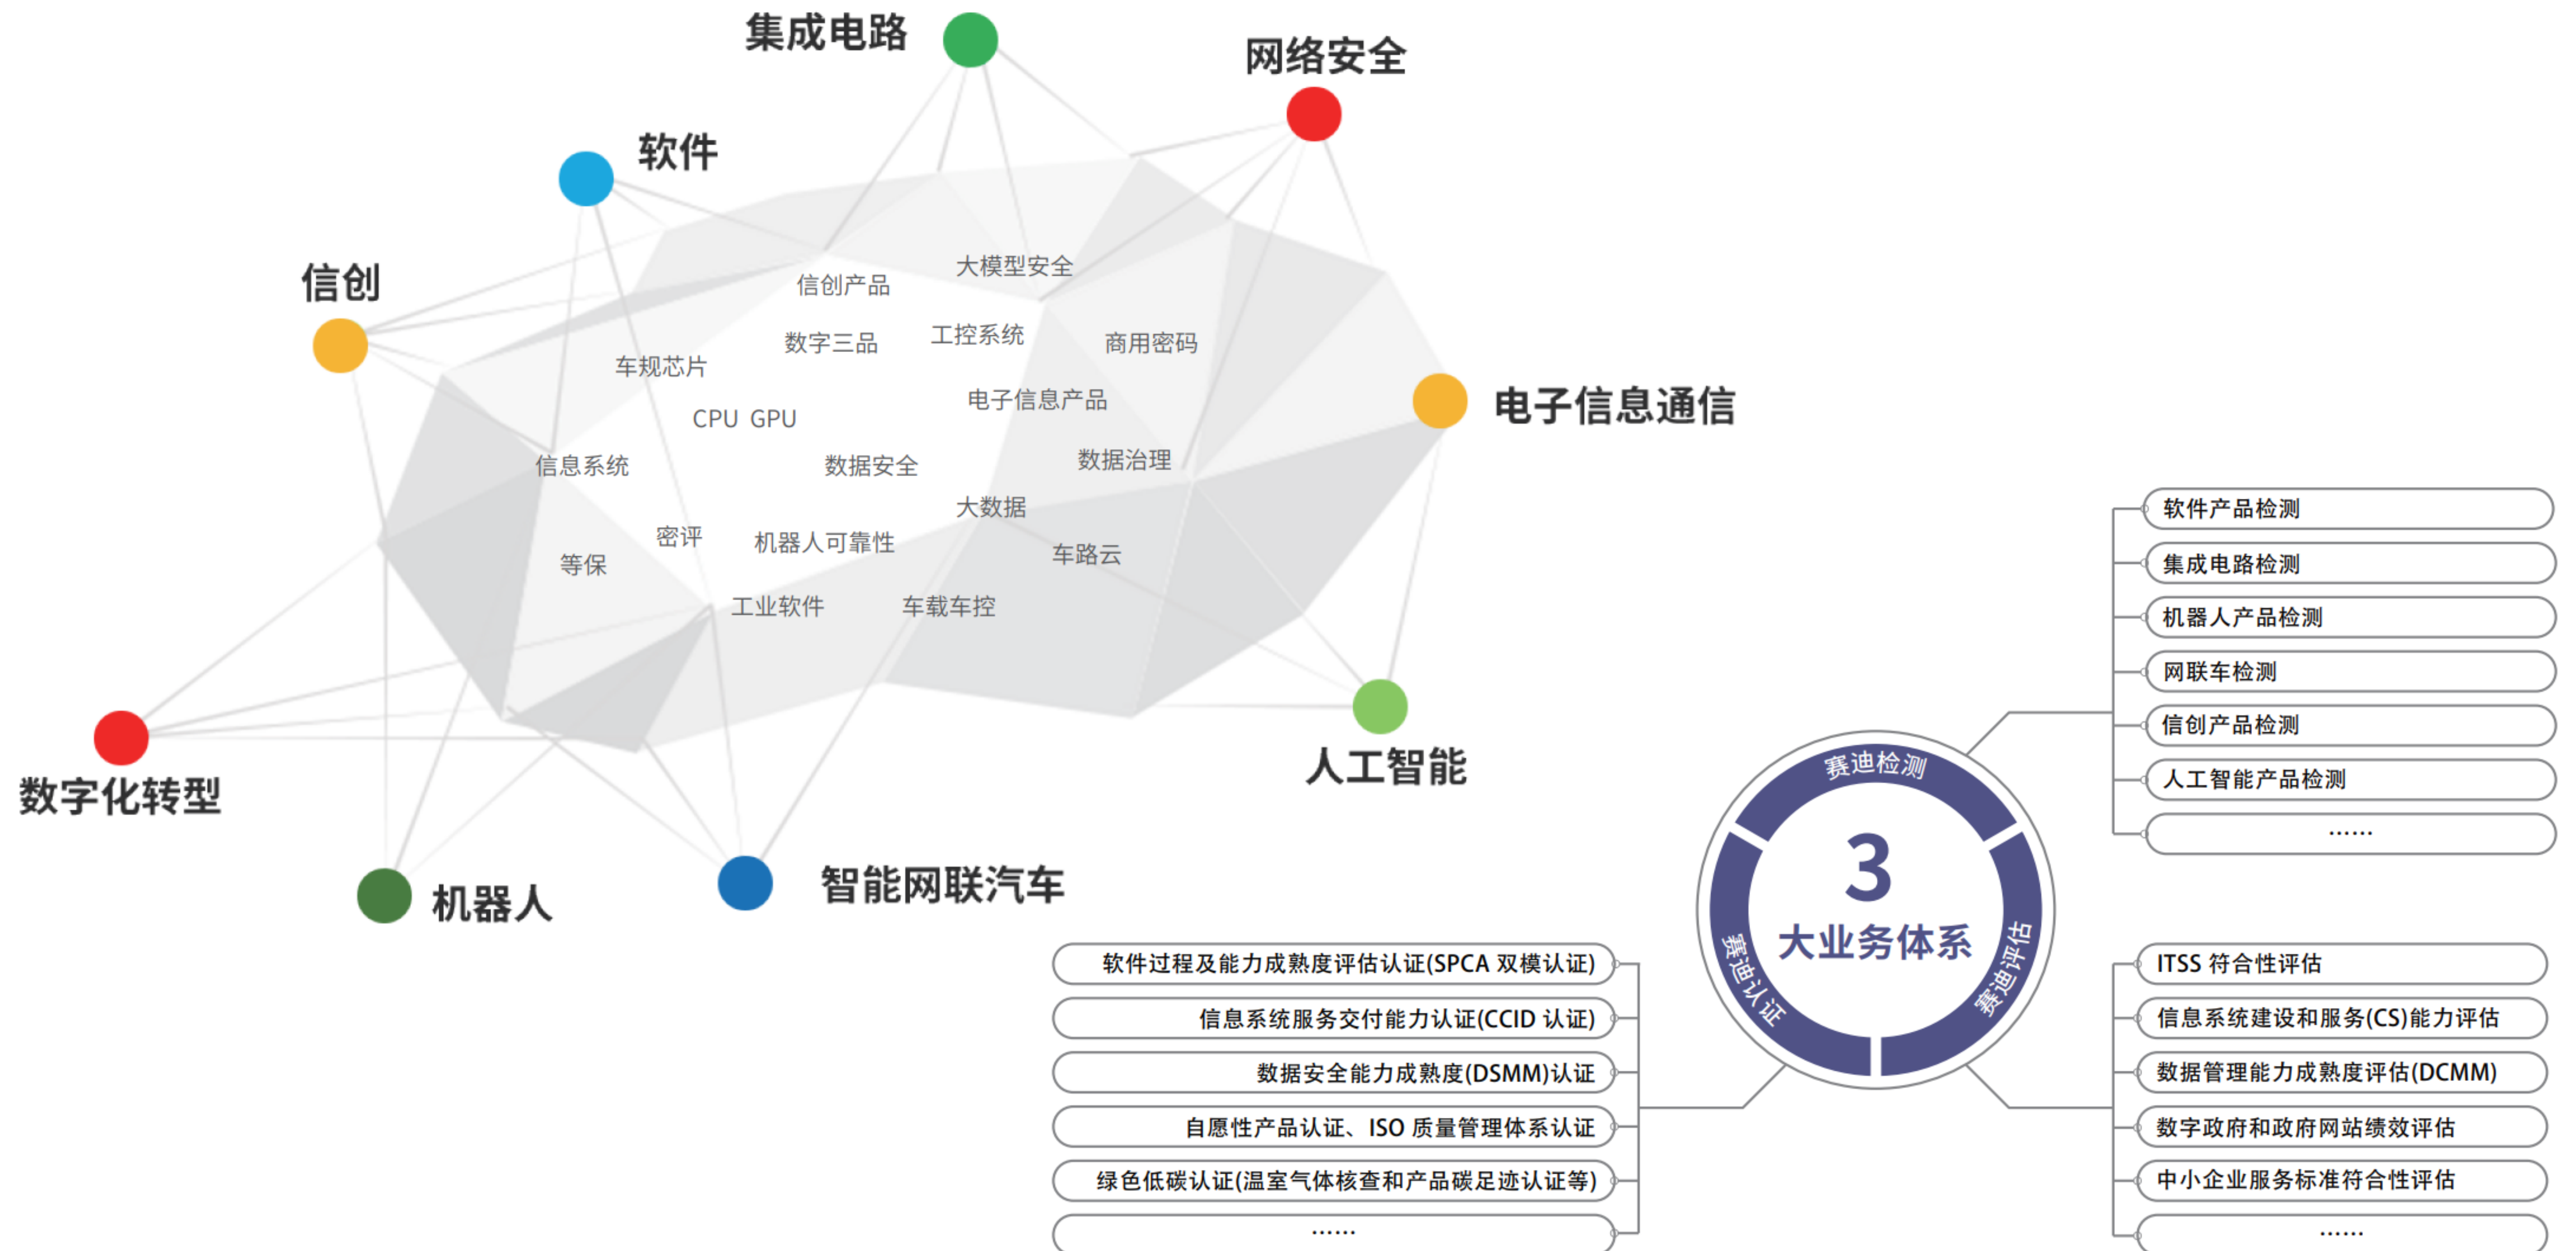 集成电路
网络安全
软件
信创
电子信息通信
人工智能
数字化转型
机器人
智能网联汽车
大模型安全
信创产品
数字三品
工控系统
商用密码
车规芯片
电子信息产品
CPU GPU
信息系统
数据安全
数据治理
大数据
密评
机器人可靠性
车路云
等保
工业软件
车载车控
3
大业务体系
赛迪检测
软件产品检测
集成电路检测
机器人产品检测
网联车检测
信创产品检测
人工智能产品检测
……
赛迪认证
软件过程及能力成熟度评估认证(SPCA 双模认证)
信息系统服务交付能力认证(CCID 认证)
数据安全能力成熟度(DSMM)认证
自愿性产品认证、ISO 质量管理体系认证
绿色低碳认证(温室气体核查和产品碳足迹认证等)
……
赛迪评估
ITSS 符合性评估
信息系统建设和服务(CS)能力评估
数据管理能力成熟度评估(DCMM)
数字政府和政府网站绩效评估
中小企业服务标准符合性评估
……